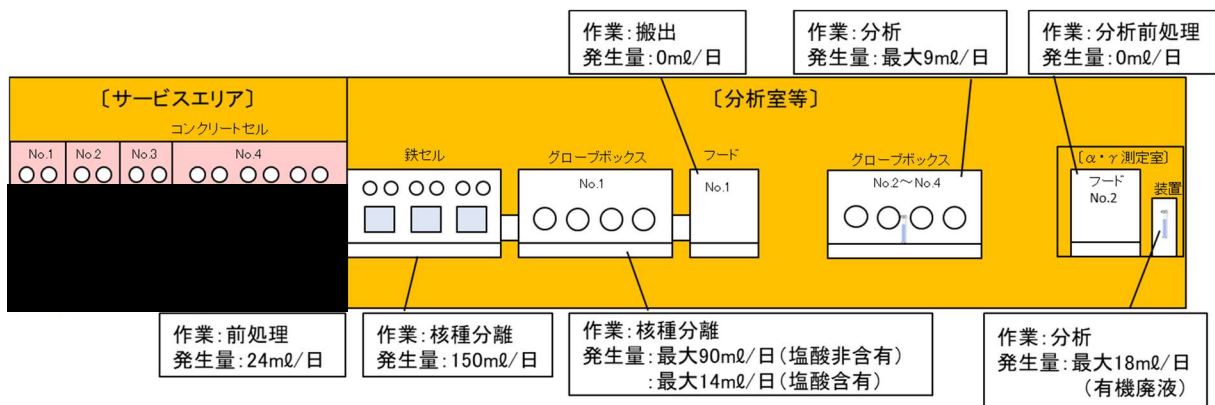 作業:搬出
発生量:0mℓ/日
作業:分析
発生量:最大9mℓ/日
作業:分析前処理
発生量:0mℓ/日
〔サービスエリア〕
〔分析室等〕
コンクリートセル
No.1
No.2
No.3
No.4
鉄セル
グローブボックス
No.1
フード
No.1
グローブボックス
No.2～No.4
〔α・γ測定室〕
フード
No.2
装置
作業:前処理
発生量:24mℓ/日
作業:核種分離
発生量:150mℓ/日
作業:核種分離
発生量:最大90mℓ/日(塩酸非含有)
:最大14mℓ/日(塩酸含有)
作業:分析
発生量:最大18mℓ/日
(有機廃液)